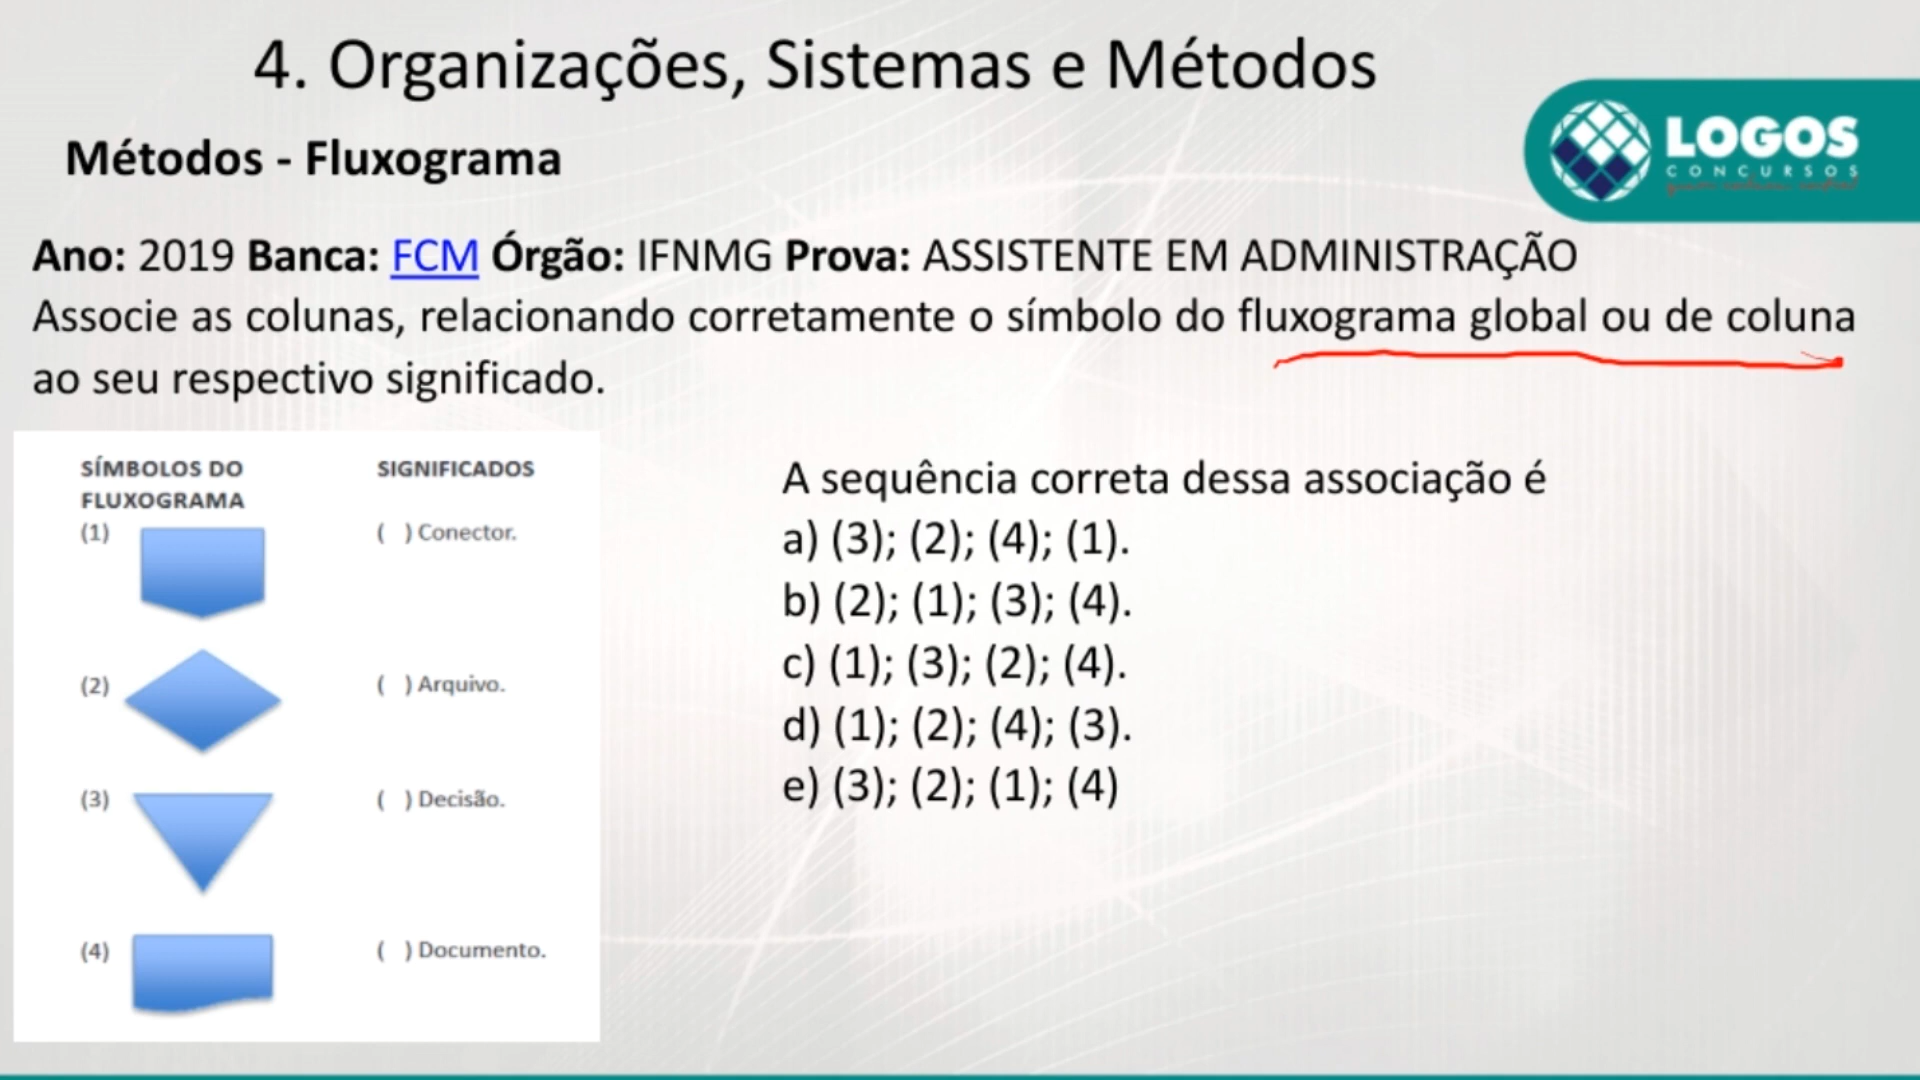 4. Organizações, Sistemas e Métodos
LOGOS
CONCURSOS
Métodos - Fluxograma
Ano: 2019 Banca: FCM Órgão: IFNMG Prova: ASSISTENTE EM ADMINISTRAÇÃO
Associe as colunas, relacionando corretamente o símbolo do fluxograma global ou de coluna
ao seu respectivo significado.
SÍMBOLOS DO
FLUXOGRAMA
SIGNIFICADOS
(1)
( ) Conector.
(2)
( ) Arquivo.
(3)
( ) Decisão.
(4)
( ) Documento.
A sequência correta dessa associação é
a) (3); (2); (4); (1).
b) (2); (1); (3); (4).
c) (1); (3); (2); (4).
d) (1); (2); (4); (3).
e) (3); (2); (1); (4)